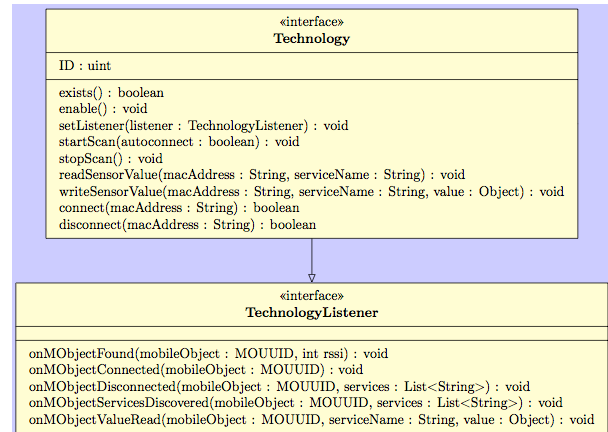 «interface»
Technology
ID : uint
exists() : boolean
enable() : void
setListener(listener : TechnologyListener) : void
startScan(autoconnect : boolean) : void
stopScan() : void
readSensorValue(macAddress : String, serviceName : String) : void
writeSensorValue(macAddress : String, serviceName : String, value : Object) : void
connect(macAddress : String) : boolean
disconnect(macAddress : String) : boolean
«interface»
TechnologyListener
onMObjectFound(mobileObject : MOUUID, int rssi) : void
onMObjectConnected(mobileObject : MOUUID) : void
onMObjectDisconnected(mobileObject : MOUUID, services : List<String>) : void
onMObjectServicesDiscovered(mobileObject : MOUUID, services : List<String>) : void
onMObjectValueRead(mobileObject : MOUUID, serviceName : String, value : Object) : void